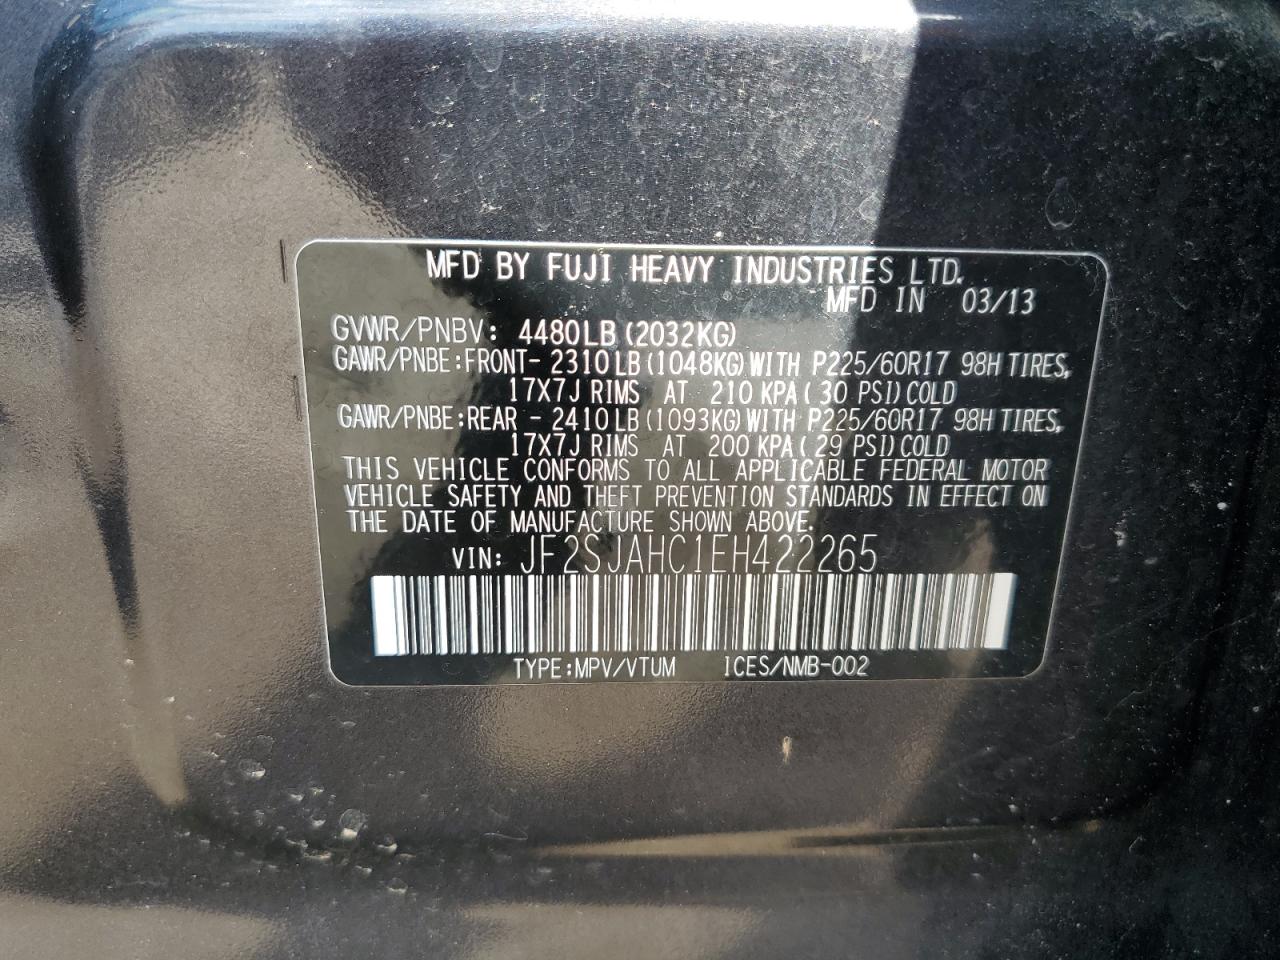 MFD BY FUJI HEAVY INDUSTRIES LTD.
MFD IN 03/13
GVWR/PNBV: 4480LB(2032KG)
GAWR/PNBE:FRONT- 2310LB(1048KG)WITH P225/60R17 98H TIRES,
17X7J RIMS AT 210 KPA(30 PSI)COLD
GAWR/PNBE:REAR - 2410LB(1093KG)WITH P225/60R17 98H TIRES,
17X7J RIMS AT 200 KPA(29 PSI)COLD
THIS VEHICLE CONFORMS TO ALL APPLICABLE FEDERAL MOTOR
VEHICLE SAFETY AND THEFT PREVENTION STANDARDS IN EFFECT ON
THE DATE OF MANUFACTURE SHOWN ABOVE.
VIN: JF2SJAHC1EH422265
TYPE:MPV/VTUM ICES/NMB-002